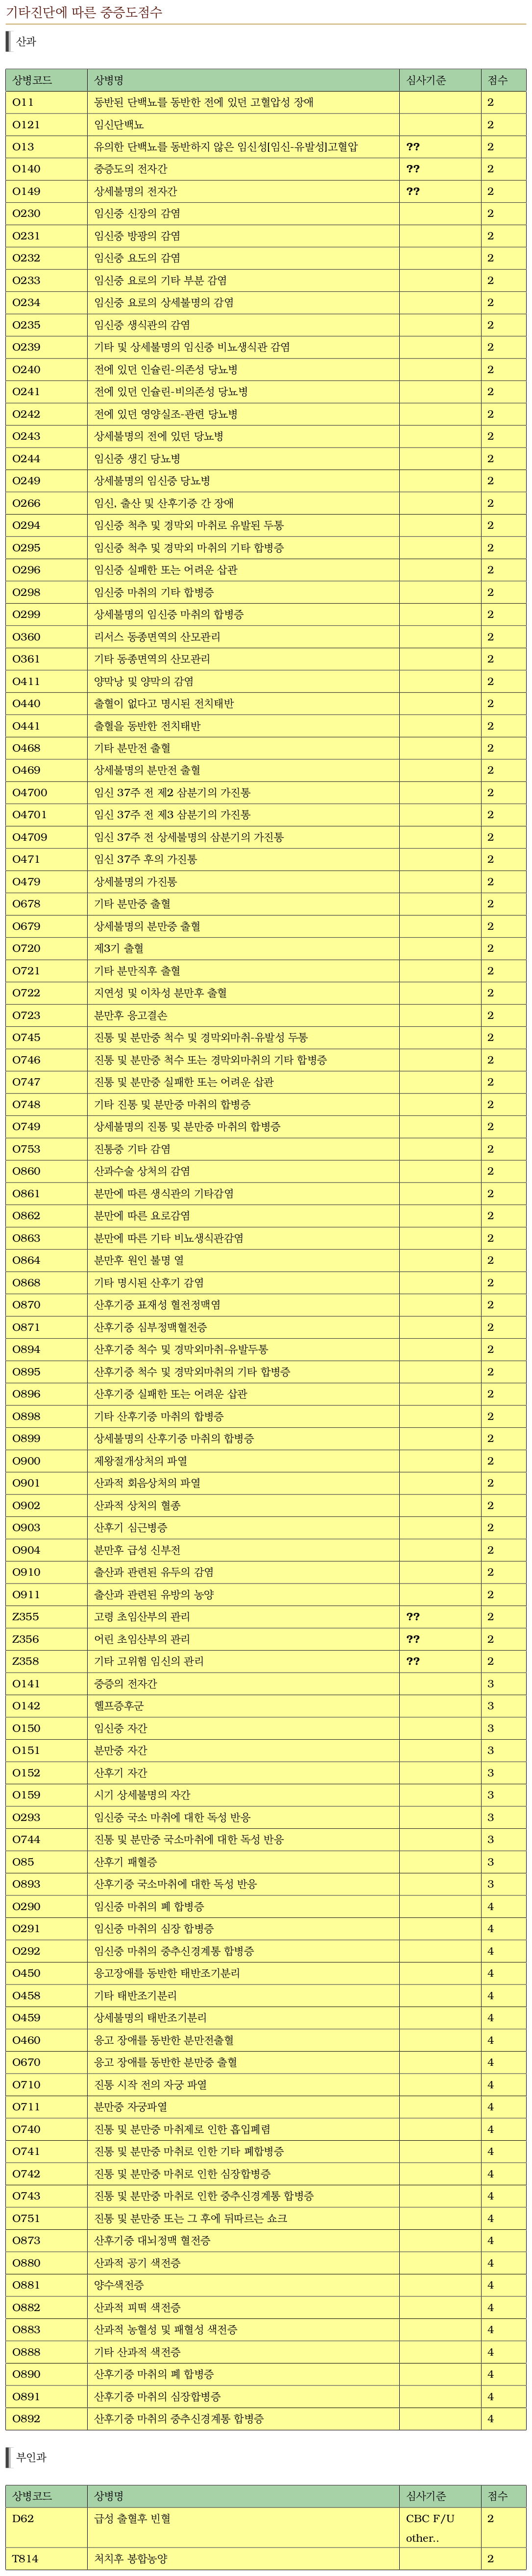 기타진단에 따른 중증도점수
산과
상병코드 상병명 심사기준 점수
O11 동반된 단백뇨를 동반한 전에 있던 고혈압성 장애 2
O121 임신단백뇨 2
O13 유의한 단백뇨를 동반하지 않은 임신성[임신-유발성]고혈압 ?? 2
O140 중증도의 전자간 ?? 2
O149 상세불명의 전자간 ?? 2
O230 임신중 신장의 감염 2
O231 임신중 방광의 감염 2
O232 임신중 요도의 감염 2
O233 임신중 요로의 기타 부분 감염 2
O234 임신중 요로의 상세불명의 감염 2
O235 임신중 생식관의 감염 2
O239 기타 및 상세불명의 임신중 비뇨생식관 감염 2
O240 전에 있던 인슐린-의존성 당뇨병 2
O241 전에 있던 인슐린-비의존성 당뇨병 2
O242 전에 있던 영양실조-관련 당뇨병 2
O243 상세불명의 전에 있던 당뇨병 2
O244 임신중 생긴 당뇨병 2
O249 상세불명의 임신중 당뇨병 2
O266 임신, 출산 및 산후기중 간 장애 2
O294 임신중 척추 및 경막외 마취로 유발된 두통 2
O295 임신중 척추 및 경막외 마취의 기타 합병증 2
O296 임신중 실패한 또는 어려운 삽관 2
O298 임신중 마취의 기타 합병증 2
O299 상세불명의 임신중 마취의 합병증 2
O360 리서스 동종면역의 산모관리 2
O361 기타 동종면역의 산모관리 2
O411 양막낭 및 양막의 감염 2
O440 출혈이 없다고 명시된 전치태반 2
O441 출혈을 동반한 전치태반 2
O468 기타 분만전 출혈 2
O469 상세불명의 분만전 출혈 2
O4700 임신 37주 전 제2 삼분기의 가진통 2
O4701 임신 37주 전 제3 삼분기의 가진통 2
O4709 임신 37주 전 상세불명의 삼분기의 가진통 2
O471 임신 37주 후의 가진통 2
O479 상세불명의 가진통 2
O678 기타 분만중 출혈 2
O679 상세불명의 분만중 출혈 2
O720 제3기 출혈 2
O721 기타 분만직후 출혈 2
O722 지연성 및 이차성 분만후 출혈 2
O723 분만후 응고결손 2
O745 진통 및 분만중 척수 및 경막외마취-유발성 두통 2
O746 진통 및 분만중 척수 또는 경막외마취의 기타 합병증 2
O747 진통 및 분만중 실패한 또는 어려운 삽관 2
O748 기타 진통 및 분만중 마취의 합병증 2
O749 상세불명의 진통 및 분만중 마취의 합병증 2
O753 진통중 기타 감염 2
O860 산과수술 상처의 감염 2
O861 분만에 따른 생식관의 기타감염 2
O862 분만에 따른 요로감염 2
O863 분만에 따른 기타 비뇨생식관감염 2
O864 분만후 원인 불명 열 2
O868 기타 명시된 산후기 감염 2
O870 산후기중 표재성 혈전정맥염 2
O871 산후기중 심부정맥혈전증 2
O894 산후기중 척수 및 경막외마취-유발두통 2
O895 산후기중 척수 및 경막외마취의 기타 합병증 2
O896 산후기중 실패한 또는 어려운 삽관 2
O898 기타 산후기중 마취의 합병증 2
O899 상세불명의 산후기중 마취의 합병증 2
O900 제왕절개상처의 파열 2
O901 산과적 회음상처의 파열 2
O902 산과적 상처의 혈종 2
O903 산후기 심근병증 2
O904 분만후 급성 신부전 2
O910 출산과 관련된 유두의 감염 2
O911 출산과 관련된 유방의 농양 2
Z355 고령 초임산부의 관리 ?? 2
Z356 어린 초임산부의 관리 ?? 2
Z358 기타 고위험 임신의 관리 ?? 2
O141 중증의 전자간 3
O142 헬프증후군 3
O150 임신중 자간 3
O151 분만중 자간 3
O152 산후기 자간 3
O159 시기 상세불명의 자간 3
O293 임신중 국소 마취에 대한 독성 반응 3
O744 진통 및 분만중 국소마취에 대한 독성 반응 3
O85 산후기 패혈증 3
O893 산후기중 국소마취에 대한 독성 반응 3
O290 임신중 마취의 폐 합병증 4
O291 임신중 마취의 심장 합병증 4
O292 임신중 마취의 중추신경계통 합병증 4
O450 응고장애를 동반한 태반조기분리 4
O458 기타 태반조기분리 4
O459 상세불명의 태반조기분리 4
O460 응고 장애를 동반한 분만전출혈 4
O670 응고 장애를 동반한 분만중 출혈 4
O710 진통 시작 전의 자궁 파열 4
O711 분만중 자궁파열 4
O740 진통 및 분만중 마취제로 인한 흡입폐렴 4
O741 진통 및 분만중 마취로 인한 기타 폐합병증 4
O742 진통 및 분만중 마취로 인한 심장합병증 4
O743 진통 및 분만중 마취로 인한 중추신경계통 합병증 4
O751 진통 및 분만중 또는 그 후에 뒤따르는 쇼크 4
O873 산후기중 대뇌정맥 혈전증 4
O880 산과적 공기 색전증 4
O881 양수색전증 4
O882 산과적 피떡 색전증 4
O883 산과적 농혈성 및 패혈성 색전증 4
O888 기타 산과적 색전증 4
O890 산후기중 마취의 폐 합병증 4
O891 산후기중 마취의 심장합병증 4
O892 산후기중 마취의 중추신경계통 합병증 4
부인과
상병코드 상병명 심사기준 점수
D62 급성 출혈후 빈혈 CBC F/U 2
other..
T814 처치후 봉합농양 2